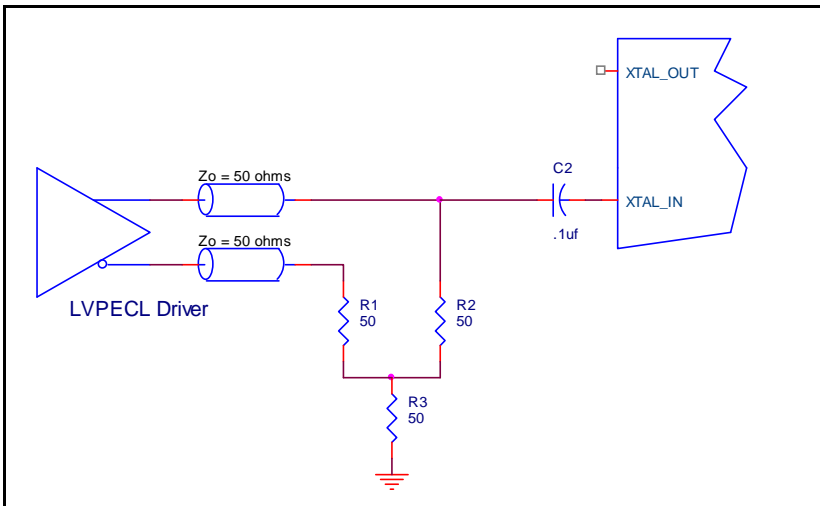 XTAL_OUT
Zo = 50 ohms
C2
XTAL_IN
.1uf
Zo = 50 ohms
LVPECL Driver
R1
50
R2
50
R3
50